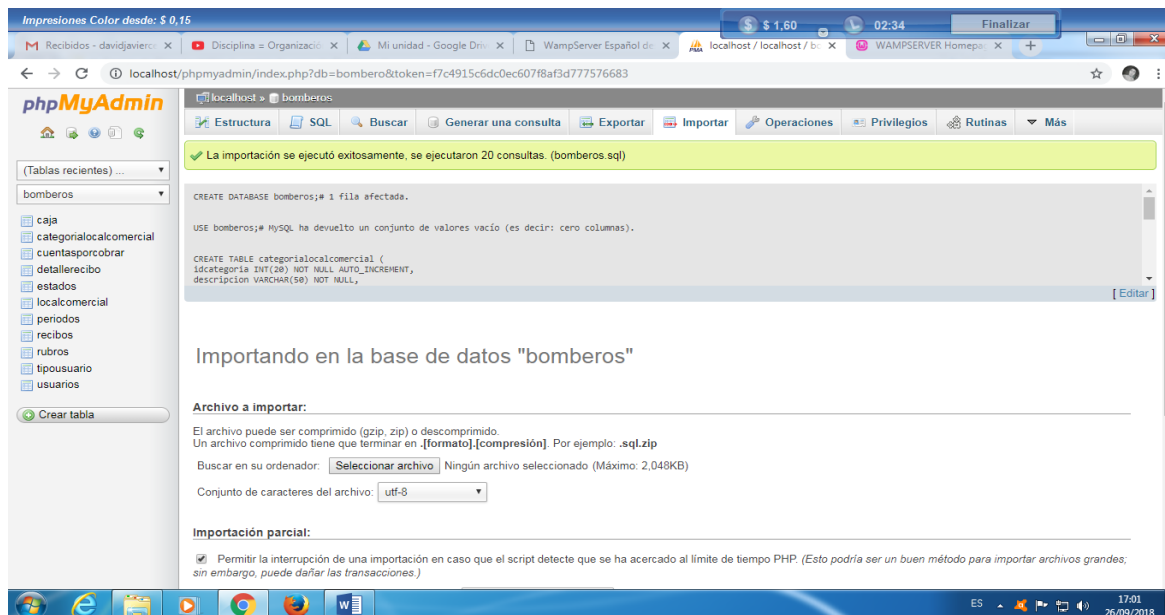 Impresiones Color desde: $ 0,15
$ $ 1,60 02:34 Finalizar
Recibidos - davidjavierc
Disciplina = Organizació
Mi unidad - Google Driv
WampServer Español de
localhost / localhost / bo
WAMPSERVER Homepa
localhost/phpmyadmin/index.php?db=bombero&token=f7c4915c6dc0ec607f8af3d777576683
phpMyAdmin
localhost » bomberos
Estructura SQL Buscar Generar una consulta Exportar Importar Operaciones Privilegios Rutinas Más
La importación se ejecutó exitosamente, se ejecutaron 20 consultas. (bomberos.sql)
(Tablas recientes) ...
bomberos
caja
categorialocalcomercial
cuentasporcobrar
detallerecibo
estados
localcomercial
periodos
recibos
rubros
tipousuario
usuarios
Crear tabla
CREATE DATABASE bomberos;# 1 fila afectada.
USE bomberos;# MySQL ha devuelto un conjunto de valores vacío (es decir: cero columnas).
CREATE TABLE categorialocalcomercial (
idcategoria INT(20) NOT NULL AUTO_INCREMENT,
descripcion VARCHAR(50) NOT NULL,
[ Editar ]
Importando en la base de datos "bomberos"
Archivo a importar:
El archivo puede ser comprimido (gzip, zip) o descomprimido.
Un archivo comprimido tiene que terminar en .[formato].[compresión]. Por ejemplo: .sql.zip
Buscar en su ordenador: Seleccionar archivo Ningún archivo seleccionado (Máximo: 2,048KB)
Conjunto de caracteres del archivo: utf-8
Importación parcial:
Permitir la interrupción de una importación en caso que el script detecte que se ha acercado al límite de tiempo PHP. (Esto podría ser un buen método para importar archivos grandes;
sin embargo, puede dañar las transacciones.)
ES 17:01
26/09/2018